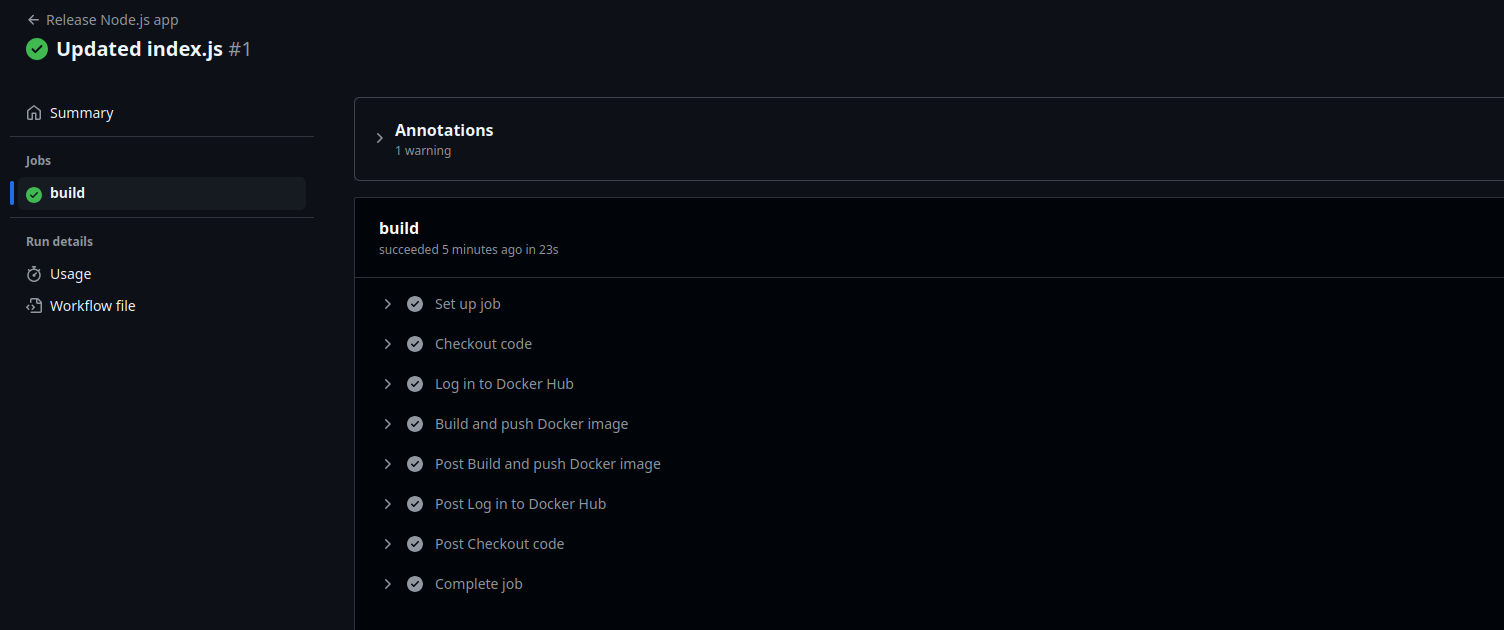 Release Node.js app
Updated index.js #1
Summary
Jobs
build
Run details
Usage
Workflow file
Annotations
1 warning
build
succeeded 5 minutes ago in 23s
Set up job
Checkout code
Log in to Docker Hub
Build and push Docker image
Post Build and push Docker image
Post Log in to Docker Hub
Post Checkout code
Complete job